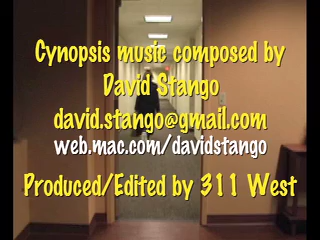 Cynopsis music composed by
David Stango
david.stango@gmail.com
web.mac.com/davidstango
Produced/Edited by 311 West